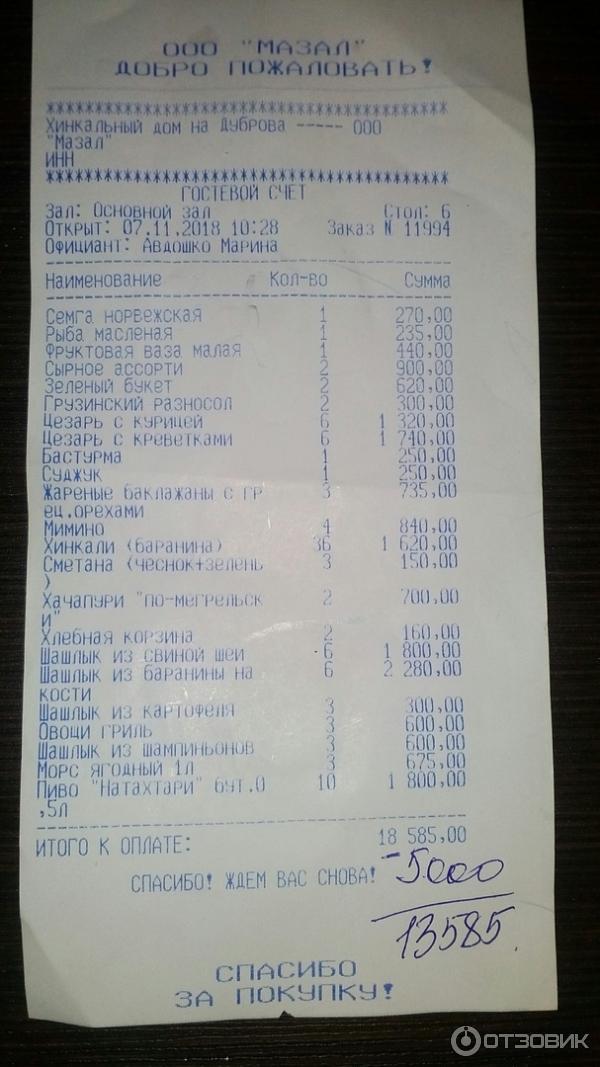 ООО "МАЗАЛ"
ДОБРО ПОЖАЛОВАТЬ!
****************************************
Хинкальный дом на Дуброва ----- ООО
"Мазал"
ИНН
****************************************
ГОСТЕВОЙ СЧЕТ
Зал: Основной зал Стол: 6
Открыт: 07.11.2018 10:28 Заказ N 11994
Официант: Авдошко Марина
Наименование Кол-во Сумма
Семга норвежская 1 270,00
Рыба масленая 1 235,00
Фруктовая ваза малая 1 440,00
Сырное ассорти 2 900,00
Зеленый букет 2 620,00
Грузинский разносол 2 300,00
Цезарь с курицей 6 1 320,00
Цезарь с креветками 6 1 740,00
Бастурма 1 250,00
Суджук 1 250,00
Жареные баклажаны с гр 3 735,00
ец.орехами
Мимино 4 840,00
Хинкали (баранина) 36 1 620,00
Сметана (чеснок+зелень 3 150,00
)
Хачапури "по-мегрельск 2 700,00
и"
Хлебная корзина 2 160,00
Шашлык из свиной шеи 6 1 800,00
Шашлык из баранины на 6 2 280,00
кости
Шашлык из картофеля 3 300,00
Овощи гриль 3 600,00
Шашлык из шампиньонов 3 600,00
Морс ягодный 1л 3 675,00
Пиво "Натахтари" бут.0 10 1 800,00
,5л
ИТОГО К ОПЛАТЕ: 18 585,00
СПАСИБО! ЖДЕМ ВАС СНОВА! -5000
13585.
СПАСИБО
ЗА ПОКУПКУ!
ОТЗОВИК